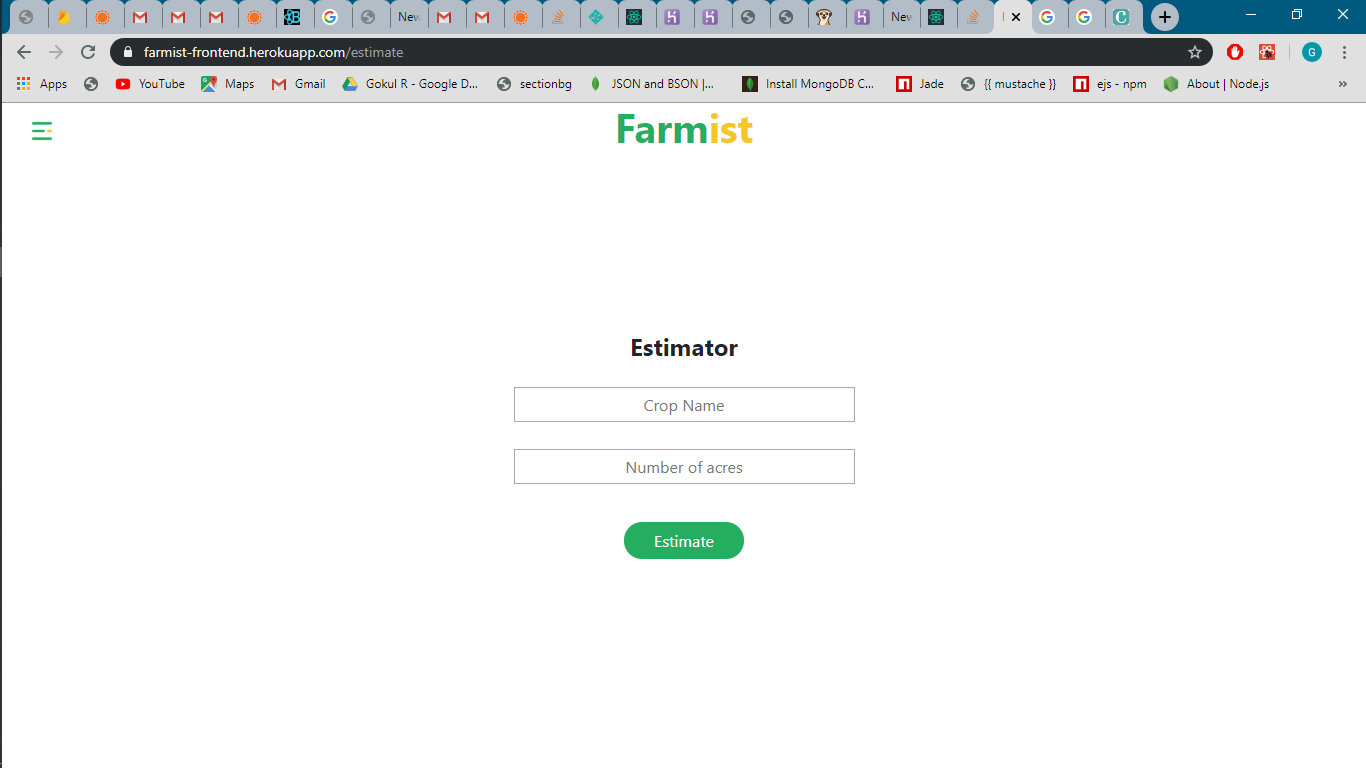 New
New
farmist-frontend.herokuapp.com/estimate
G
Apps YouTube Maps Gmail Gokul R - Google D... sectionbg JSON and BSON |... Install MongoDB C... Jade {{ mustache }} ejs - npm About | Node.js »
Farmist
Estimator
Crop Name
Number of acres
Estimate